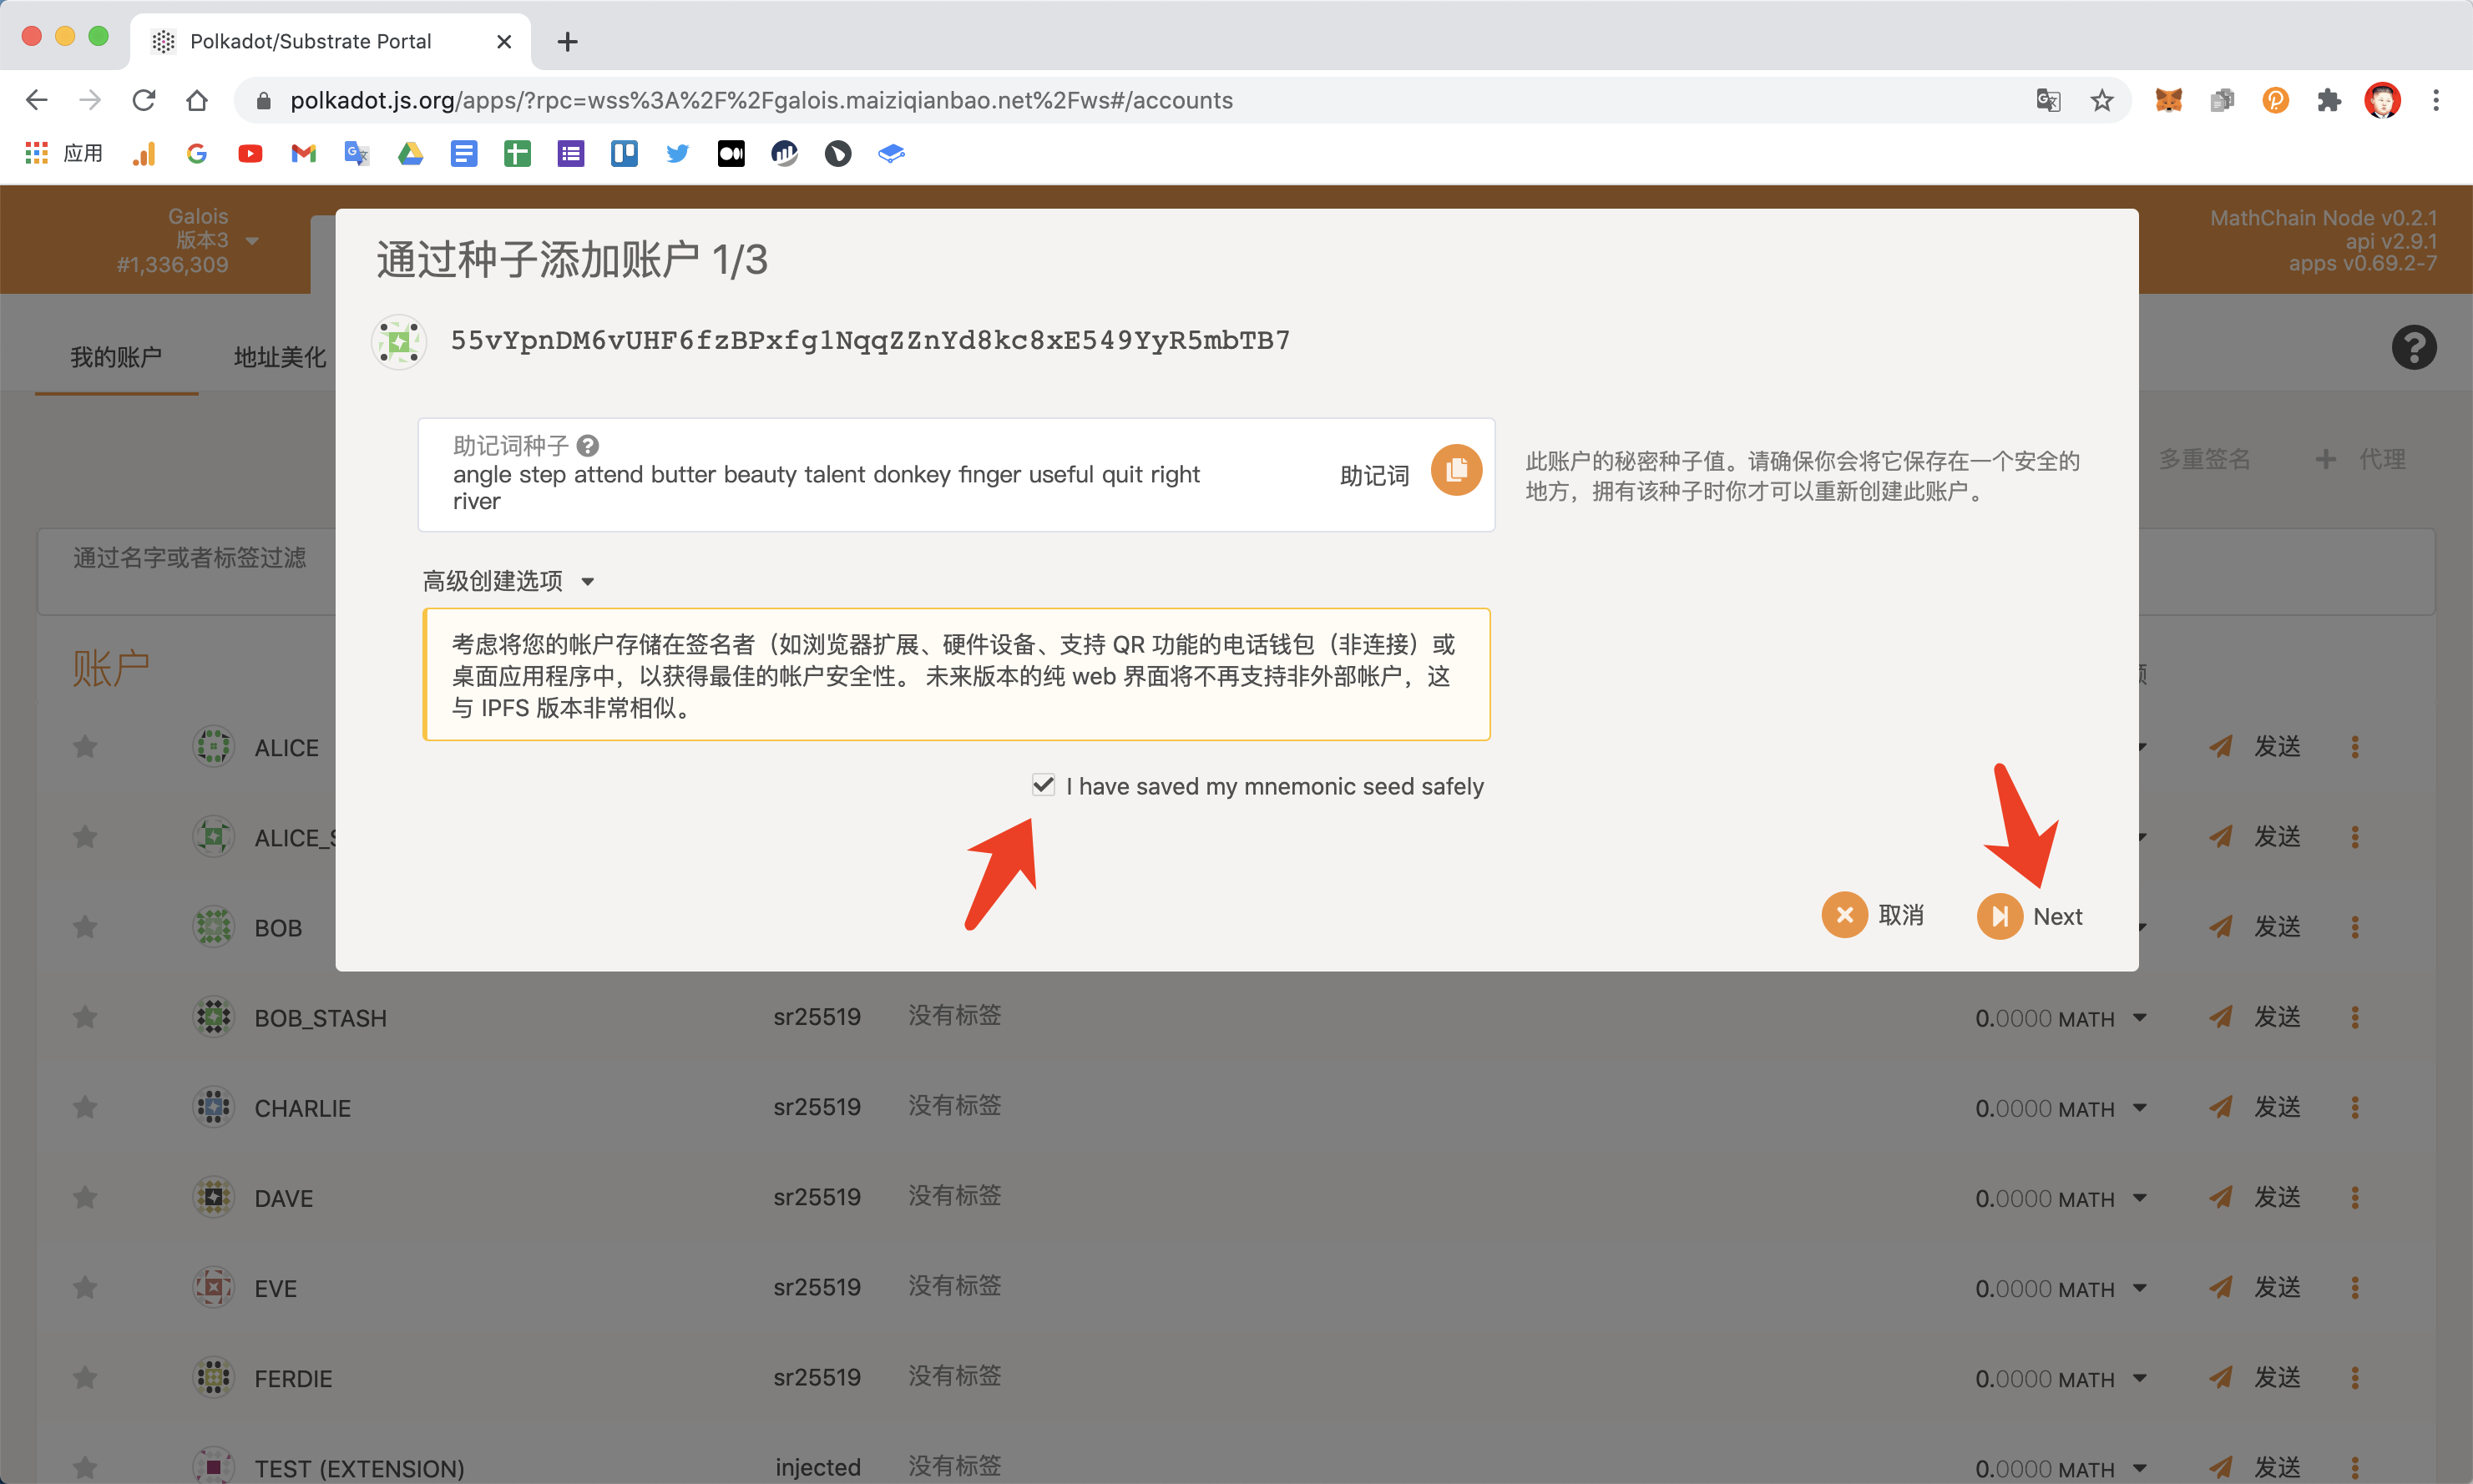 Polkadot/Substrate Portal
polkadot.js.org/apps/?rpc=wss%3A%2F%2Fgalois.maiziqianbao.net%2Fws#/accounts
应用
Galois
版本3
#1,336,309
MathChain Node v0.2.1
api v2.9.1
apps v0.69.2-7
我的账户
地址美化
通过种子添加账户 1/3
55vYpnDM6vUHF6fzBPxfg1NqqZZnYd8kc8xE549YyR5mbTB7
助记词种子
angle step attend butter beauty talent donkey finger useful quit right
river
助记词
此账户的秘密种子值。请确保你会将它保存在一个安全的
地方，拥有该种子时你才可以重新创建此账户。
多重签名
代理
通过名字或者标签过滤
高级创建选项
考虑将您的帐户存储在签名者（如浏览器扩展、硬件设备、支持 QR 功能的电话钱包（非连接）或
桌面应用程序中，以获得最佳的帐户安全性。 未来版本的纯 web 界面将不再支持非外部帐户，这
与 IPFS 版本非常相似。
I have saved my mnemonic seed safely
取消
Next
账户
ALICE 发送
ALICE_S 发送
BOB 发送
BOB_STASH sr25519 没有标签 0.0000 MATH 发送
CHARLIE sr25519 没有标签 0.0000 MATH 发送
DAVE sr25519 没有标签 0.0000 MATH 发送
EVE sr25519 没有标签 0.0000 MATH 发送
FERDIE sr25519 没有标签 0.0000 MATH 发送
TEST (EXTENSION) injected 没有标签 0.0000 MATH 发送